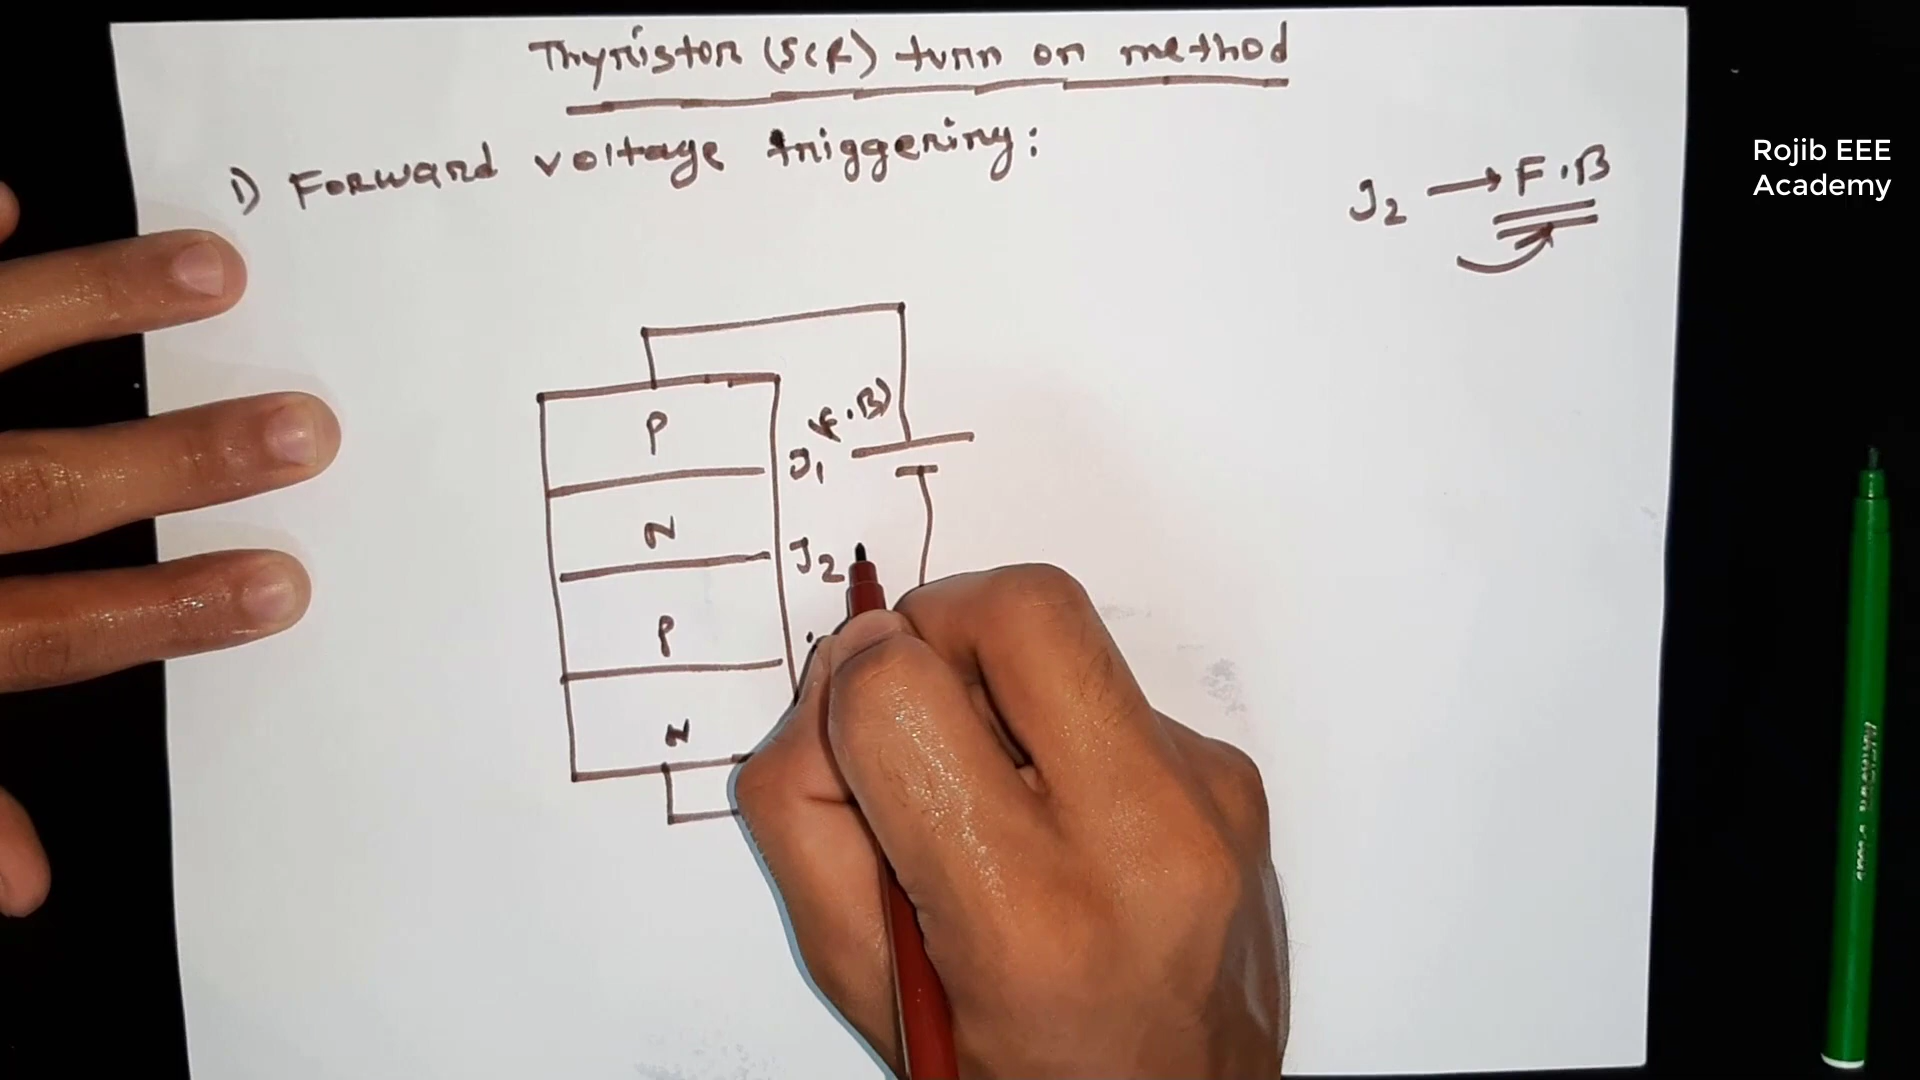 Thyristor (SCR) turn on method
1) Forward voltage triggering:
Rojib EEE
Academy
J2 → F.B
P
(F.B)
J1
N
J2
P
N